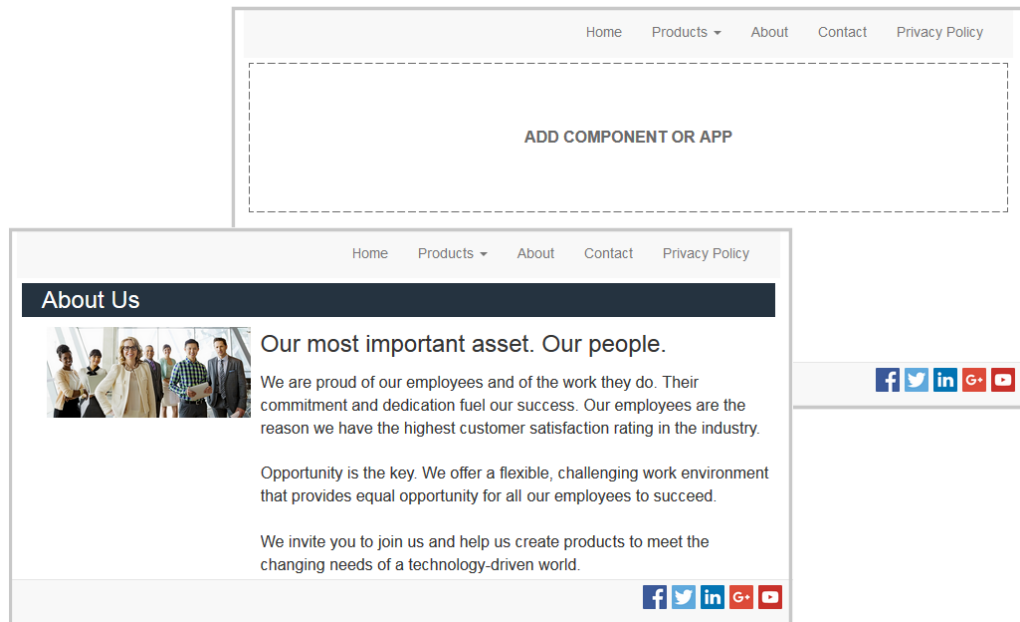 Home Products About Contact Privacy Policy
ADD COMPONENT OR APP
Home Products About Contact Privacy Policy
About Us
Our most important asset. Our people.
We are proud of our employees and of the work they do. Their
commitment and dedication fuel our success. Our employees are the
reason we have the highest customer satisfaction rating in the industry.
Opportunity is the key. We offer a flexible, challenging work environment
that provides equal opportunity for all our employees to succeed.
We invite you to join us and help us create products to meet the
changing needs of a technology-driven world.
f in G+
f in G+